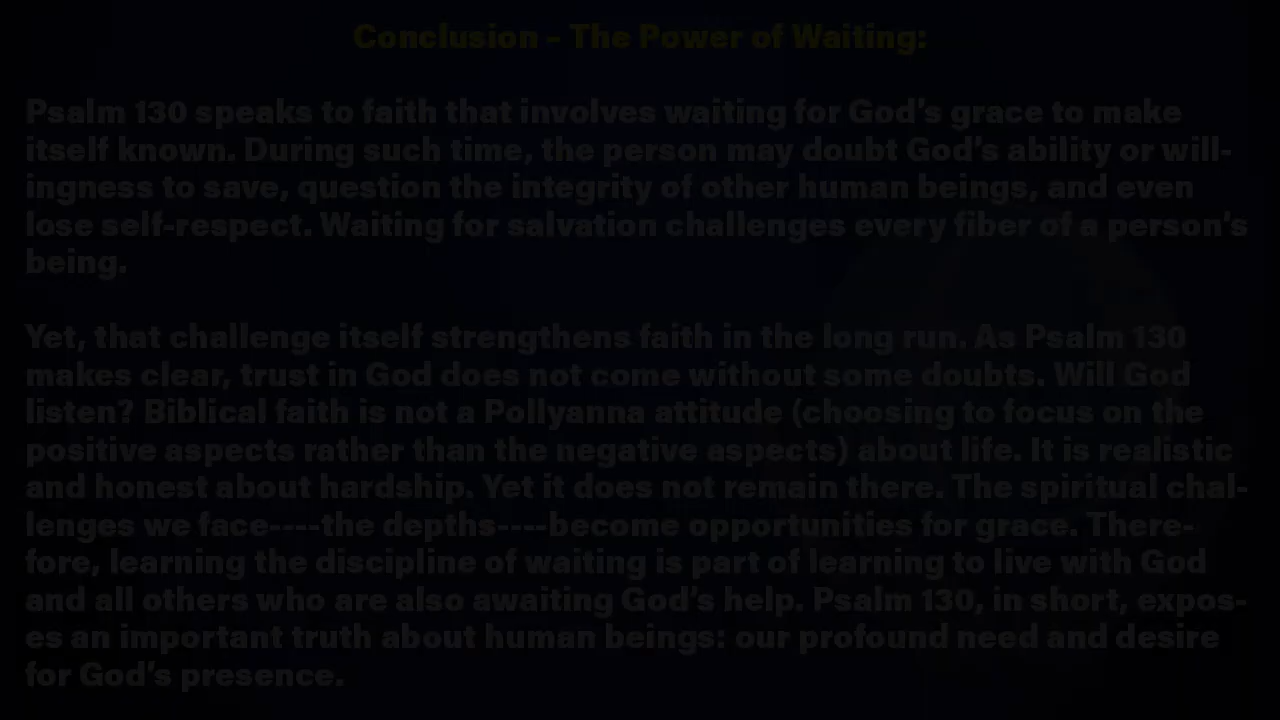 Conclusion - The Power of Waiting:
Psalm 130 speaks to faith that involves waiting for God's grace to make
itself known. During such time, the person may doubt God's ability or will-
ingness to save, question the integrity of other human beings, and even
lose self-respect. Waiting for salvation challenges every fiber of a person's
being.
Yet, that challenge itself strengthens faith in the long run. As Psalm 130
makes clear, trust in God does not come without some doubts. Will God
listen? Biblical faith is not a Pollyanna attitude (choosing to focus on the
positive aspects rather than the negative aspects) about life. It is realistic
and honest about hardship. Yet it does not remain there. The spiritual chal-
lenges we face----the depths----become opportunities for grace. There-
fore, learning the discipline of waiting is part of learning to live with God
and all others who are also awaiting God's help. Psalm 130, in short, expos-
es an important truth about human beings: our profound need and desire
for God's presence.